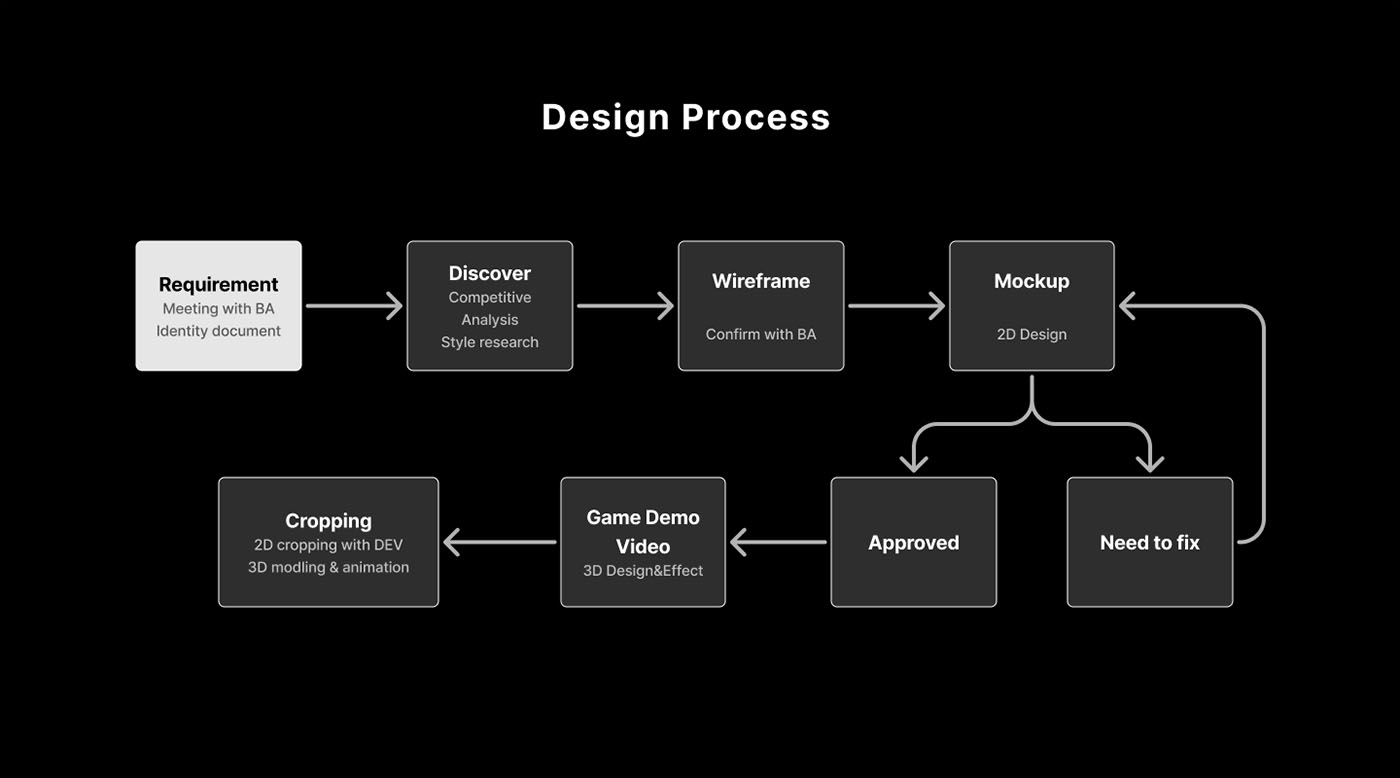 Design Process
Requirement
Meeting with BA
Identity document
Discover
Competitive
Analysis
Style research
Wireframe
Confirm with BA
Mockup
2D Design
Cropping
2D cropping with DEV
3D modling & animation
Game Demo
Video
3D Design&Effect
Approved
Need to fix